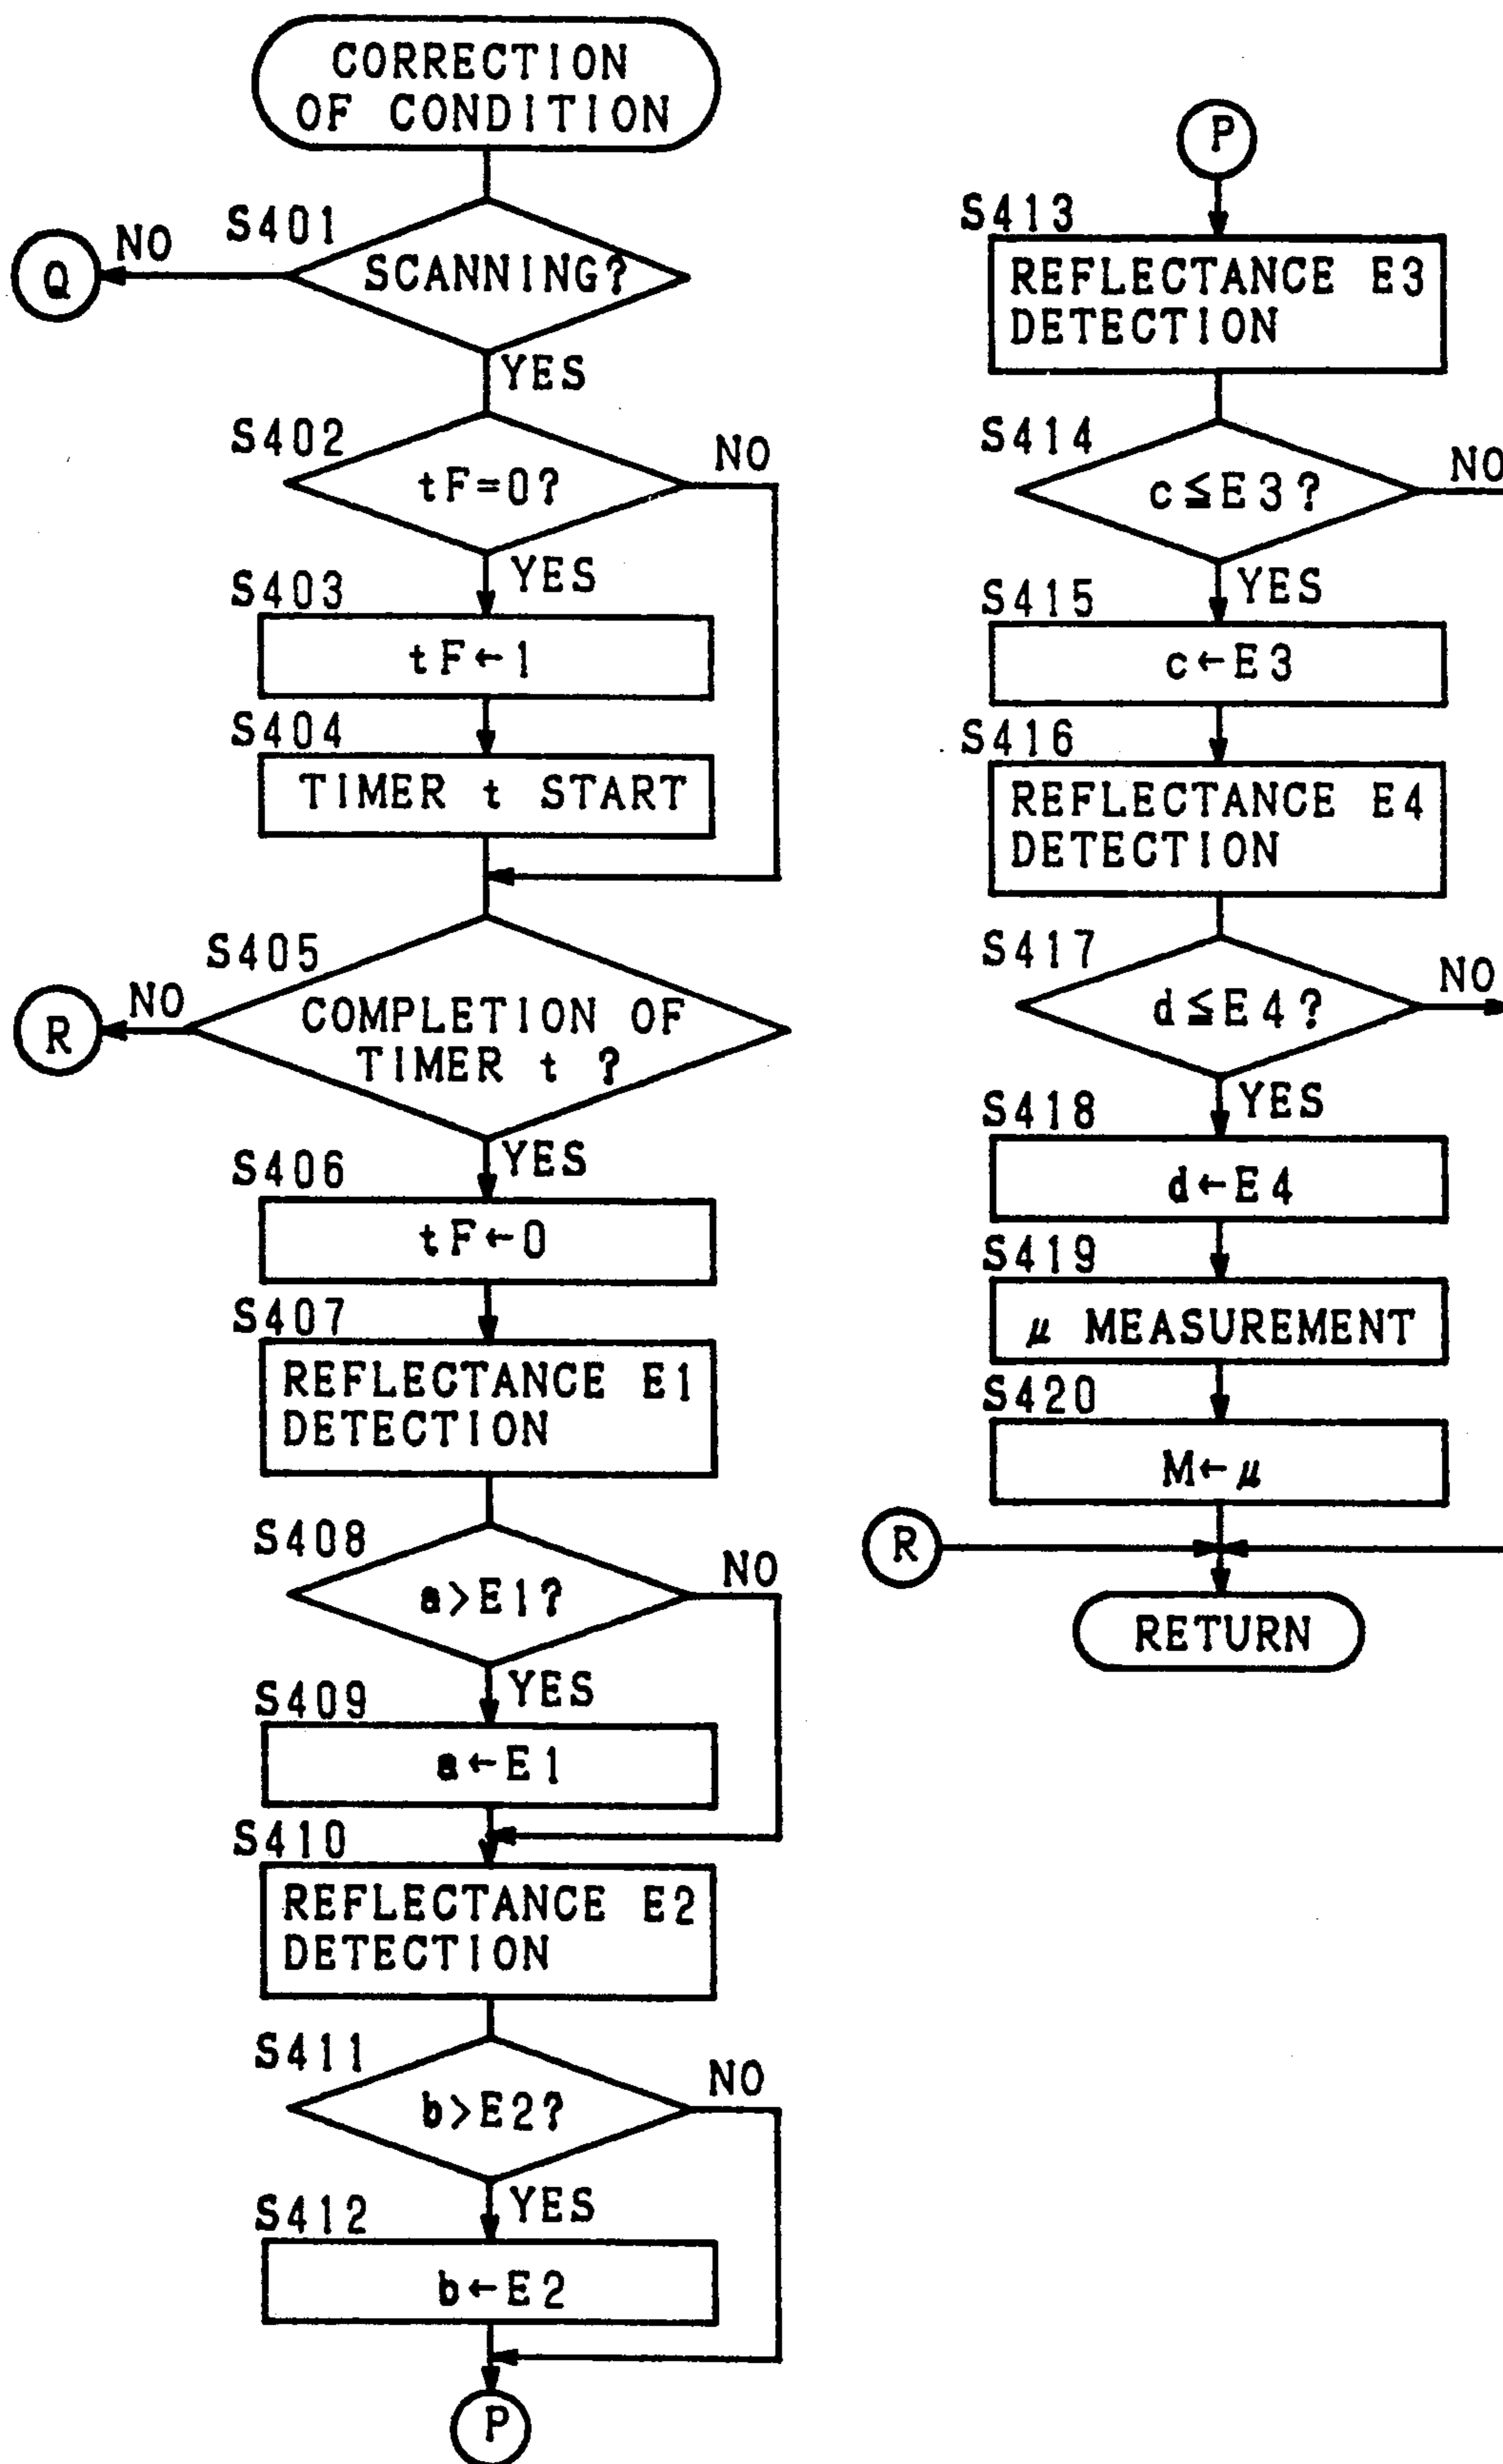 CORRECTION
OF CONDITION
S401
NO
Q
SCANNING?
YES
S402
NO
tF=0?
YES
S403
tF←1
S404
TIMER t START
S405
NO
R
COMPLETION OF
TIMER t ?
YES
S406
tF←0
S407
REFLECTANCE E1
DETECTION
S408
NO
a>E1?
YES
S409
a←E1
S410
REFLECTANCE E2
DETECTION
S411
NO
b>E2?
YES
S412
b←E2
P
P
S413
REFLECTANCE E3
DETECTION
S414
NO
c≦E3?
YES
S415
c←E3
S416
REFLECTANCE E4
DETECTION
S417
NO
d≦E4?
YES
S418
d←E4
S419
μ MEASUREMENT
S420
M←μ
R
RETURN